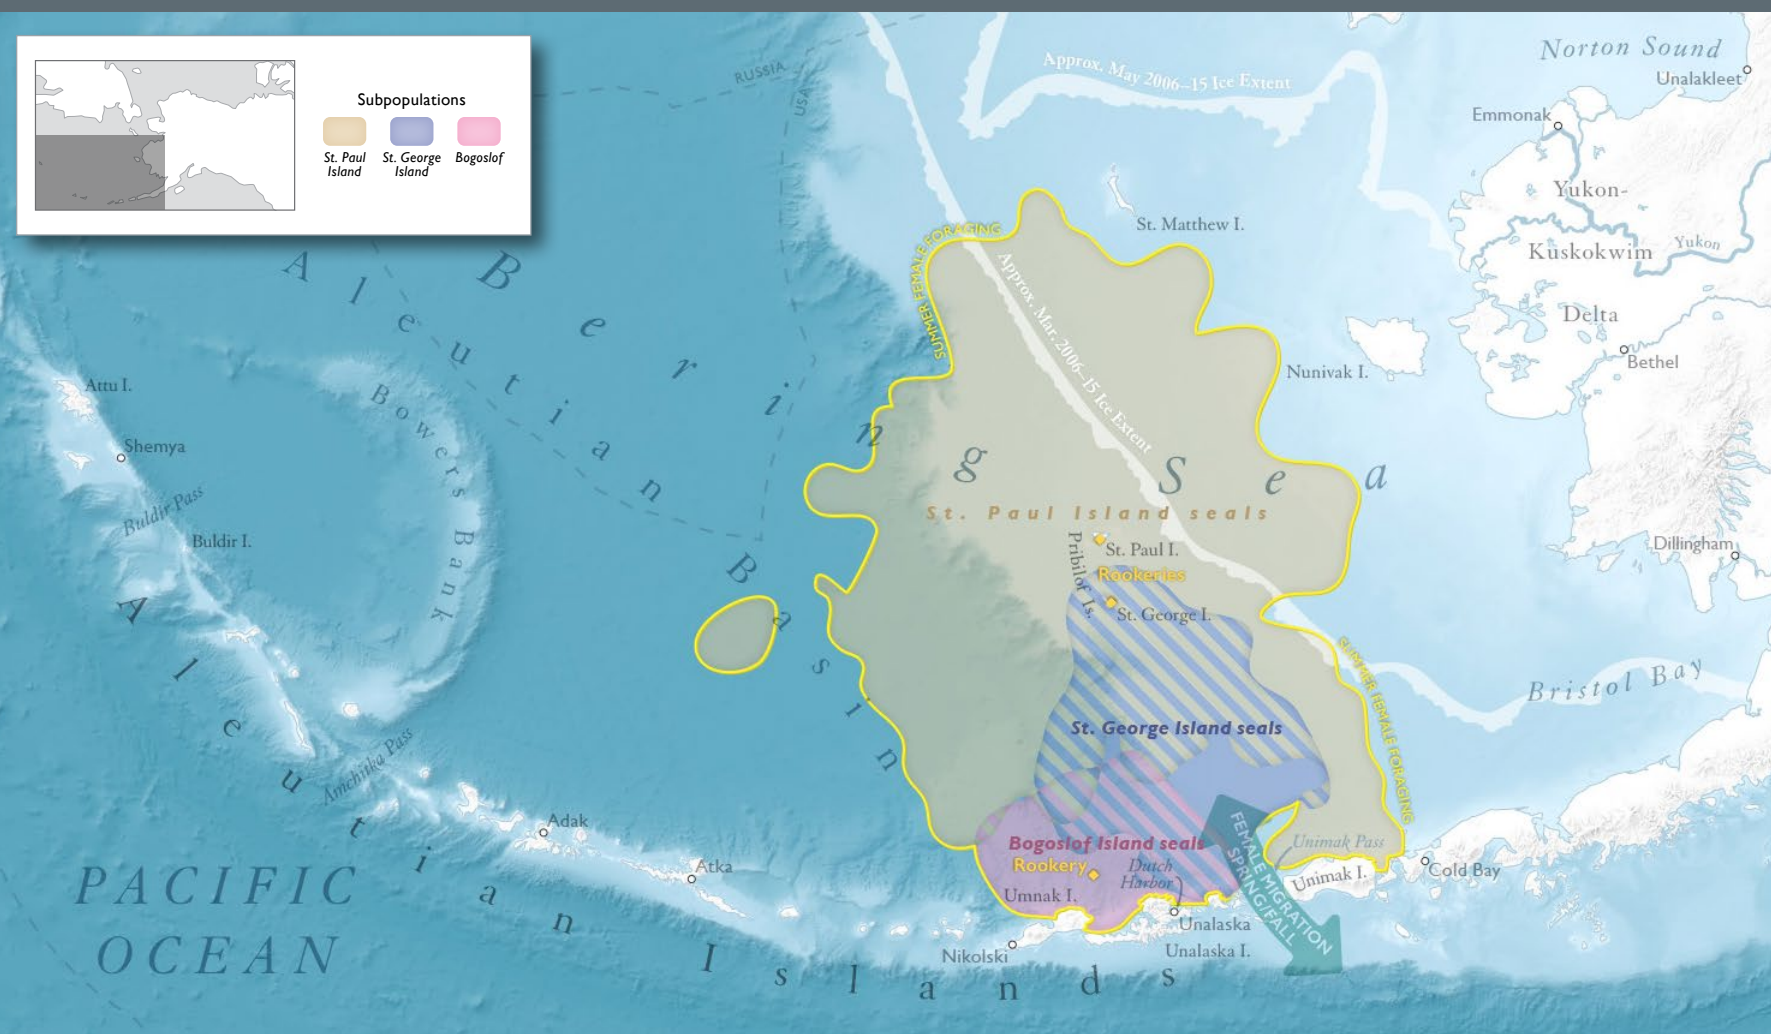 Subpopulations
St. Paul
Island
St. George
Island
Bogoslof
RUSSIA
USA
Approx. May 2006–15 Ice Extent
Norton Sound
Unalakleet
Emmonak
Yukon-
Kuskokwim
Delta
Yukon
St. Matthew I.
SUMMER FEMALE FORAGING
Approx. Mar. 2006–15 Ice Extent
Aleutian Basin
Bering Sea
Nunivak I.
Bethel
Attu I.
Bowers Bank
Shemya
Buldir Pass
Buldir I.
St. Paul Island seals
Pribilof Is.
St. Paul I.
Rookeries
St. George I.
Dillingham
SUMMER FEMALE FORAGING
Bristol Bay
St. George Island seals
Amchitka Pass
Aleutian Islands
Adak
Atka
Bogoslof Island seals
Rookery
Dutch
Harbor
Umnak I.
FEMALE MIGRATION
SPRING/FALL
Unimak Pass
Unimak I.
Cold Bay
PACIFIC
OCEAN
Unalaska
Unalaska I.
Nikolski